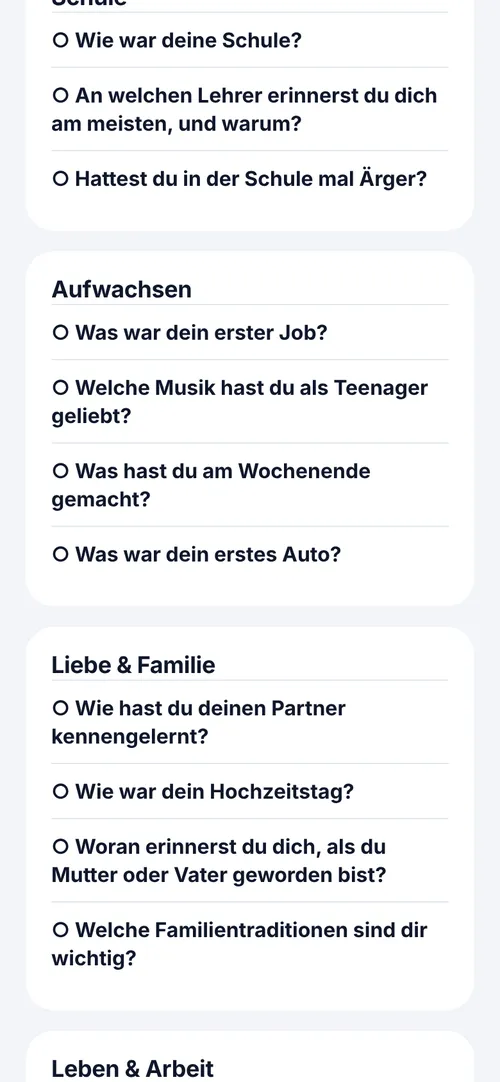 Schule
O Wie war deine Schule?
O An welchen Lehrer erinnerst du dich
am meisten, und warum?
O Hattest du in der Schule mal Ärger?
Aufwachsen
O Was war dein erster Job?
O Welche Musik hast du als Teenager
geliebt?
O Was hast du am Wochenende
gemacht?
O Was war dein erstes Auto?
Liebe & Familie
O Wie hast du deinen Partner
kennengelernt?
O Wie war dein Hochzeitstag?
O Woran erinnerst du dich, als du
Mutter oder Vater geworden bist?
O Welche Familientraditionen sind dir
wichtig?
Leben & Arbeit